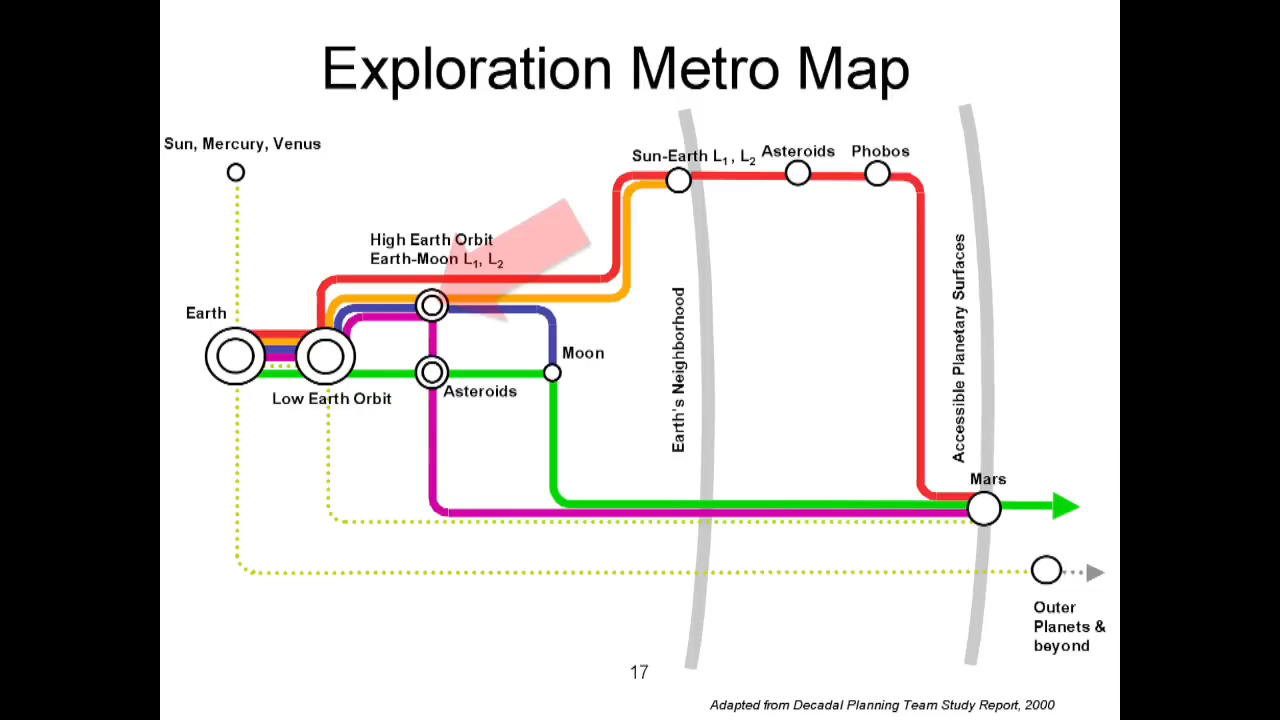 Exploration Metro Map
Sun, Mercury, Venus
Sun-Earth L₁ , L₂
Asteroids
Phobos
High Earth Orbit
Earth-Moon L₁, L₂
Earth
Low Earth Orbit
Asteroids
Moon
Earth's Neighborhood
Accessible Planetary Surfaces
Mars
Outer
Planets &
beyond
17
Adapted from Decadal Planning Team Study Report, 2000